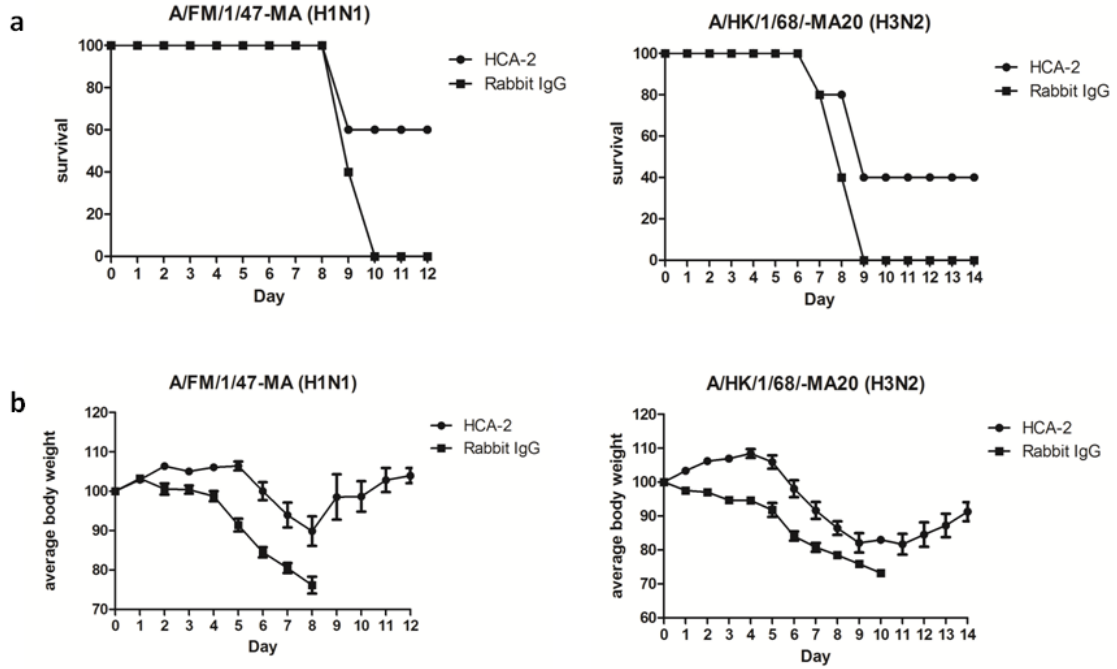 a
A/FM/1/47-MA (H1N1)
100
80
60
40
20
0
survival
0 1 2 3 4 5 6 7 8 9 10 11 12
Day
HCA-2
Rabbit IgG
A/HK/1/68/-MA20 (H3N2)
100
80
60
40
20
0
survival
0 1 2 3 4 5 6 7 8 9 10 11 12 13 14
Day
HCA-2
Rabbit IgG
b
A/FM/1/47-MA (H1N1)
120
110
100
90
80
70
average body weight
0 1 2 3 4 5 6 7 8 9 10 11 12
Day
HCA-2
Rabbit IgG
A/HK/1/68/-MA20 (H3N2)
120
110
100
90
80
70
60
average body weight
0 1 2 3 4 5 6 7 8 9 10 11 12 13 14
Day
HCA-2
Rabbit IgG